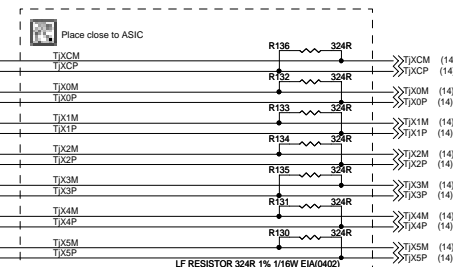 Place close to ASIC
R136 324R
TjXCM TjXCM (14
TjXCP TjXCP (14
R132 324R
TjX0M TjX0M (14)
TjX0P TjX0P (14)
R133 324R
TjX1M TjX1M (14)
TjX1P TjX1P (14)
R134 324R
TjX2M TjX2M (14)
TjX2P TjX2P (14)
R135 324R
TjX3M TjX3M (14)
TjX3P TjX3P (14)
R131 324R
TjX4M TjX4M (14)
TjX4P TjX4P (14)
R130 324R
TjX5M TjX5M (14)
TjX5P TjX5P (14)
LF RESISTOR 324R 1% 1/16W EIA(0402)